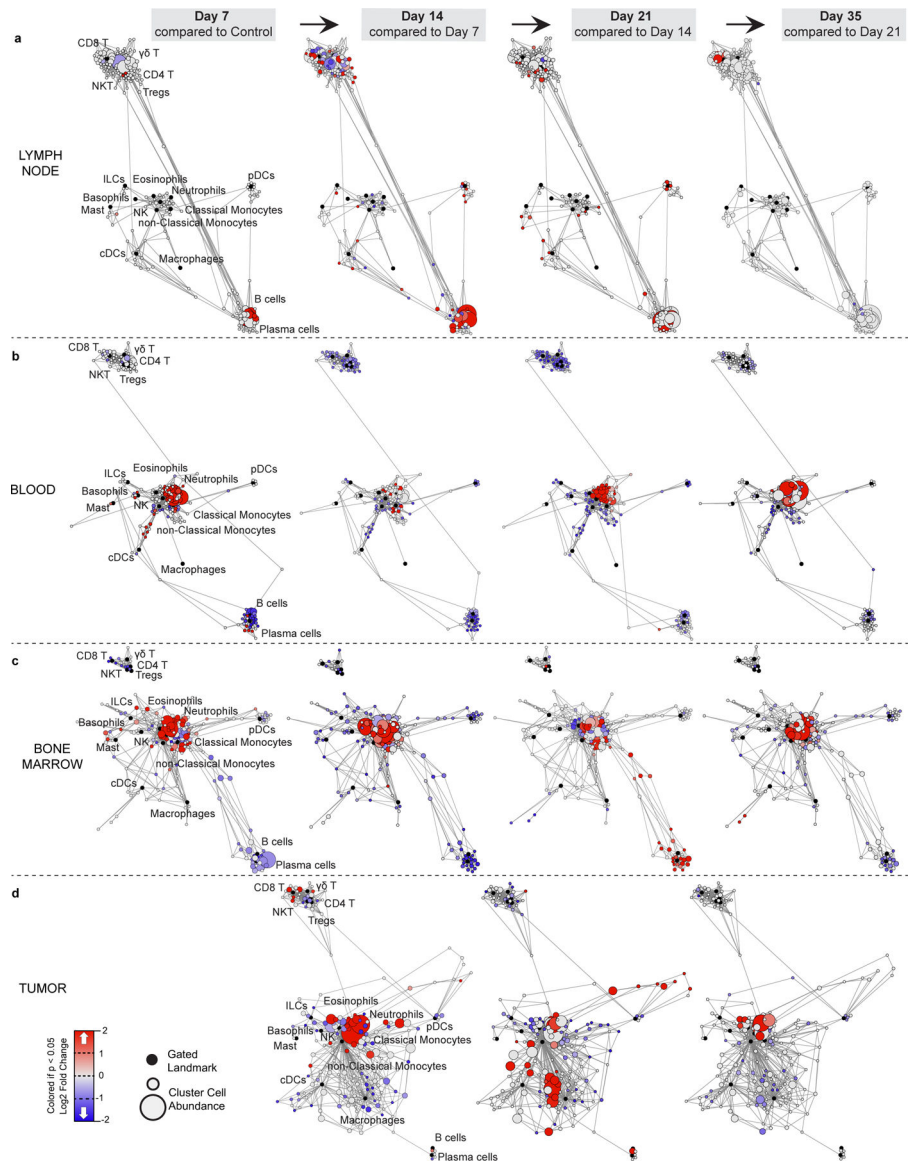 Day 7
compared to Control
Day 14
compared to Day 7
Day 21
compared to Day 14
Day 35
compared to Day 21
a
CD8 T
γδ T
CD4 T
NKT
Tregs
LYMPH
NODE
ILCs
Eosinophils
pDCs
Basophils
Neutrophils
Mast
NK
Classical Monocytes
non-Classical Monocytes
cDCs
Macrophages
B cells
Plasma cells
b
CD8 T
γδ T
CD4 T
NKT
Tregs
BLOOD
ILCs
Eosinophils
Neutrophils
pDCs
Basophils
Mast
NK
Classical Monocytes
non-Classical Monocytes
cDCs
Macrophages
B cells
Plasma cells
c
CD8 T
γδ T
CD4 T
NKT
Tregs
BONE
MARROW
ILCs
Eosinophils
Neutrophils
Basophils
pDCs
Mast
NK
Classical Monocytes
non-Classical Monocytes
cDCs
Macrophages
B cells
Plasma cells
d
CD8 T
γδ T
CD4 T
NKT
Tregs
TUMOR
ILCs
Eosinophils
Neutrophils
Basophils
pDCs
Mast
NK
Classical Monocytes
non-Classical Monocytes
cDCs
Macrophages
B cells
Plasma cells
Colored if p < 0.05
Log2 Fold Change
2
1
0
-1
-2
Gated
Landmark
Cluster Cell
Abundance